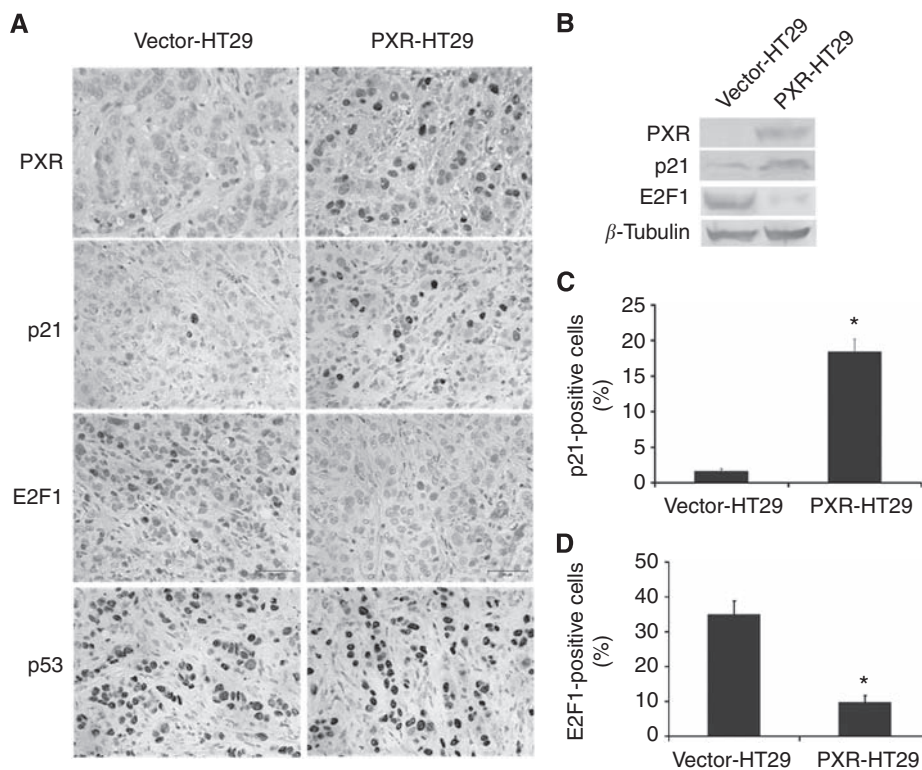 A
Vector-HT29 PXR-HT29
PXR
p21
E2F1
p53
B
Vector-HT29
PXR-HT29
PXR
p21
E2F1
β-Tubulin
C
p21-positive cells
(%)
25
20
15
10
5
0
*
Vector-HT29 PXR-HT29
D
E2F1-positive cells
(%)
50
40
30
20
10
0
*
Vector-HT29 PXR-HT29